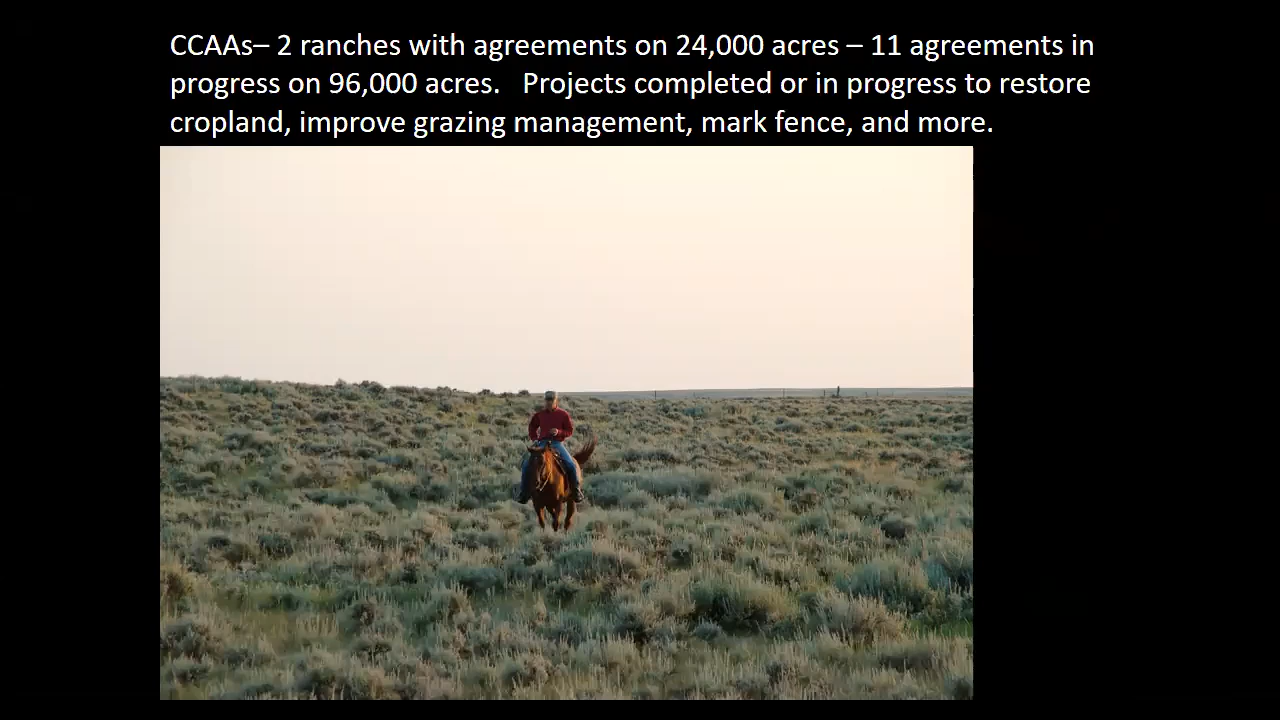 CCAAs– 2 ranches with agreements on 24,000 acres – 11 agreements in
progress on 96,000 acres.   Projects completed or in progress to restore
cropland, improve grazing management, mark fence, and more.